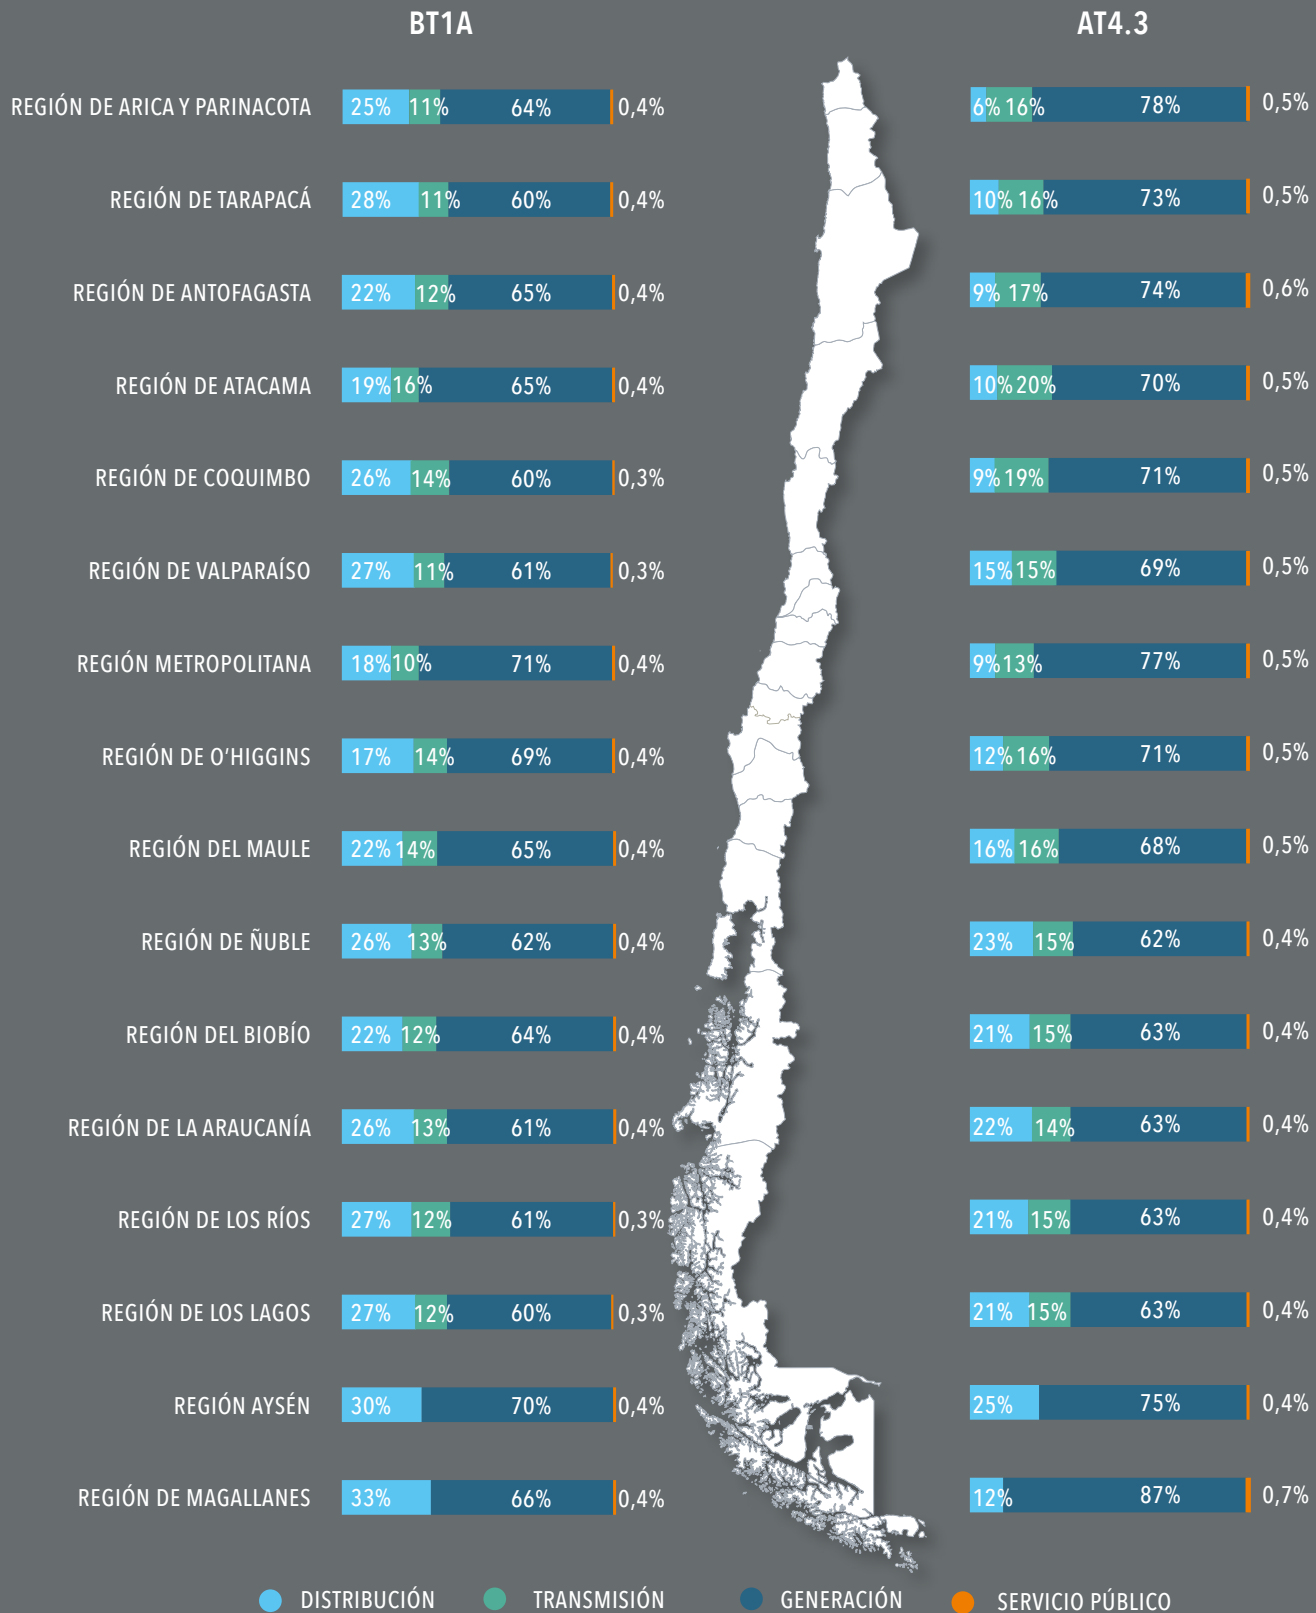 BT1A AT4.3
REGIÓN DE ARICA Y PARINACOTA 25% 11% 64% 0,4% 6% 16% 78% 0,5%
REGIÓN DE TARAPACÁ 28% 11% 60% 0,4% 10% 16% 73% 0,5%
REGIÓN DE ANTOFAGASTA 22% 12% 65% 0,4% 9% 17% 74% 0,6%
REGIÓN DE ATACAMA 19% 16% 65% 0,4% 10% 20% 70% 0,5%
REGIÓN DE COQUIMBO 26% 14% 60% 0,3% 9% 19% 71% 0,5%
REGIÓN DE VALPARAÍSO 27% 11% 61% 0,3% 15% 15% 69% 0,5%
REGIÓN METROPOLITANA 18% 10% 71% 0,4% 9% 13% 77% 0,5%
REGIÓN DE O'HIGGINS 17% 14% 69% 0,4% 12% 16% 71% 0,5%
REGIÓN DEL MAULE 22% 14% 65% 0,4% 16% 16% 68% 0,5%
REGIÓN DE ÑUBLE 26% 13% 62% 0,4% 23% 15% 62% 0,4%
REGIÓN DEL BIOBÍO 22% 12% 64% 0,4% 21% 15% 63% 0,4%
REGIÓN DE LA ARAUCANÍA 26% 13% 61% 0,4% 22% 14% 63% 0,4%
REGIÓN DE LOS RÍOS 27% 12% 61% 0,3% 21% 15% 63% 0,4%
REGIÓN DE LOS LAGOS 27% 12% 60% 0,3% 21% 15% 63% 0,4%
REGIÓN AYSÉN 30% 70% 0,4% 25% 75% 0,4%
REGIÓN DE MAGALLANES 33% 66% 0,4% 12% 87% 0,7%
DISTRIBUCIÓN TRANSMISIÓN GENERACIÓN SERVICIO PÚBLICO